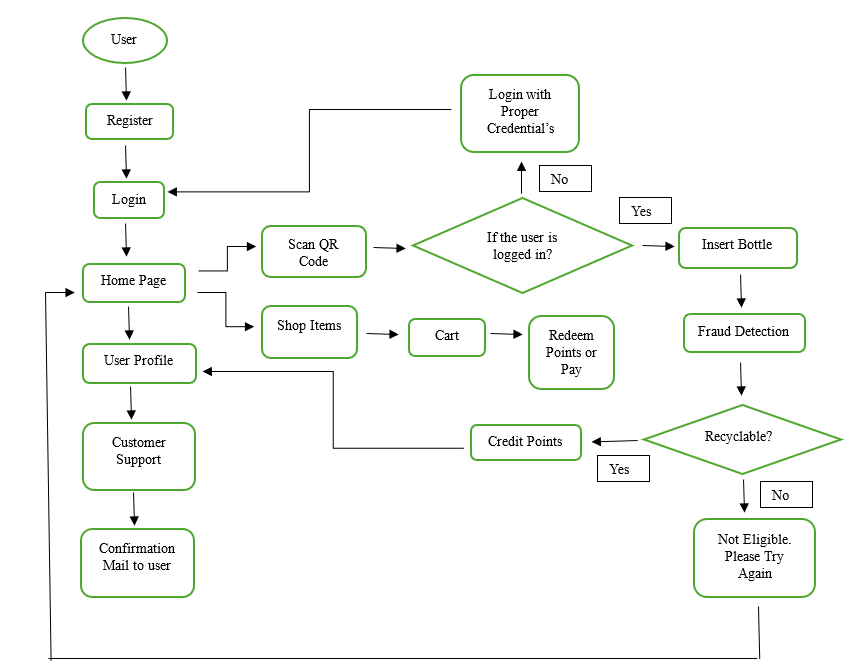 User
Register
Login
Home Page
User Profile
Customer
Support
Confirmation
Mail to user
Scan QR
Code
Shop Items
Cart
Redeem
Points or
Pay
Login with
Proper
Credential’s
No
If the user is
logged in?
Yes
Insert Bottle
Fraud Detection
Recyclable?
Yes
Credit Points
No
Not Eligible.
Please Try
Again